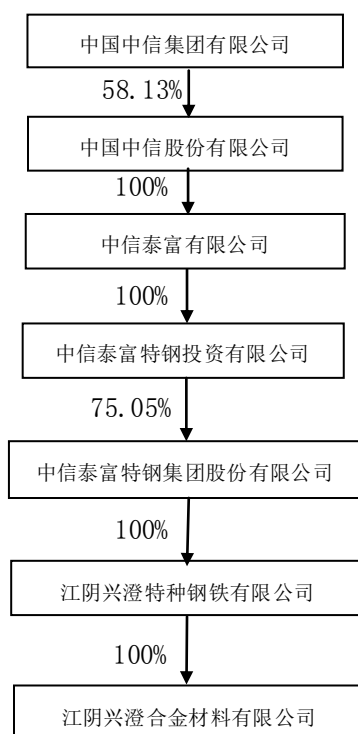 中国中信集团有限公司
58.13%
中国中信股份有限公司
100%
中信泰富有限公司
100%
中信泰富特钢投资有限公司
75.05%
中信泰富特钢集团股份有限公司
100%
江阴兴澄特种钢铁有限公司
100%
江阴兴澄合金材料有限公司